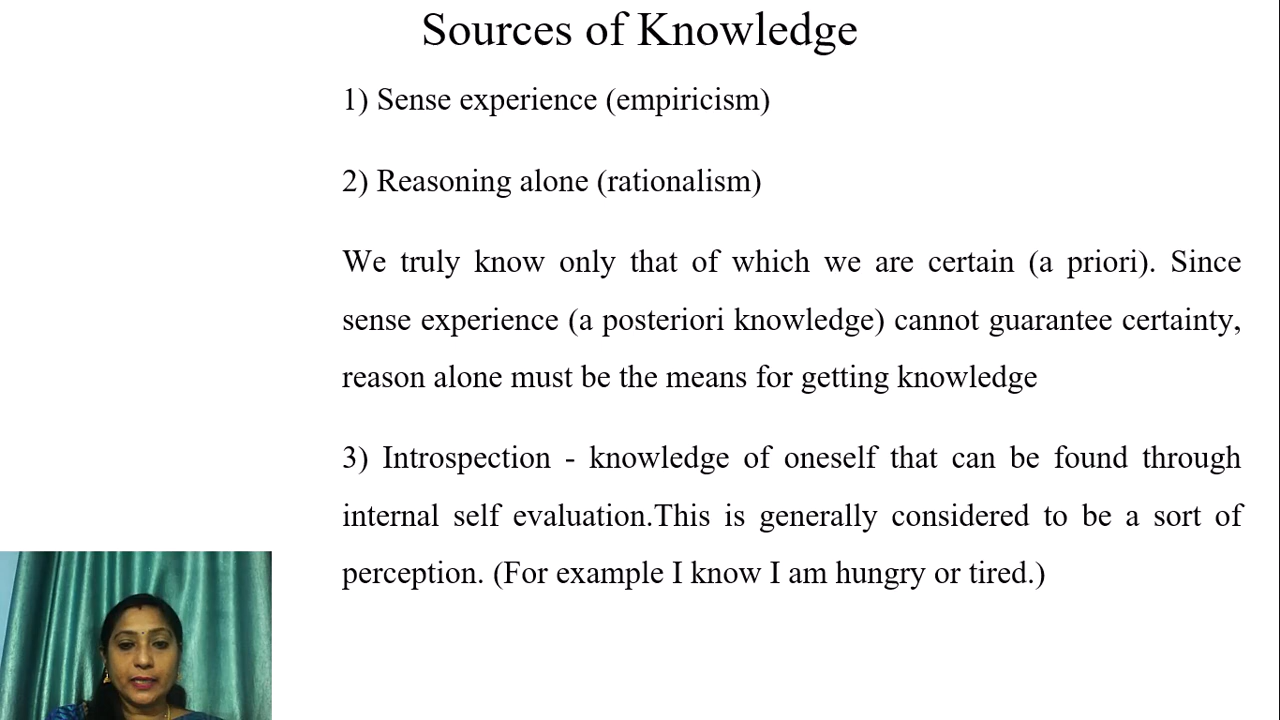 Sources of Knowledge
1) Sense experience (empiricism)
2) Reasoning alone (rationalism)
We truly know only that of which we are certain (a priori). Since
sense experience (a posteriori knowledge) cannot guarantee certainty,
reason alone must be the means for getting knowledge
3) Introspection - knowledge of oneself that can be found through
internal self evaluation.This is generally considered to be a sort of
perception. (For example I know I am hungry or tired.)